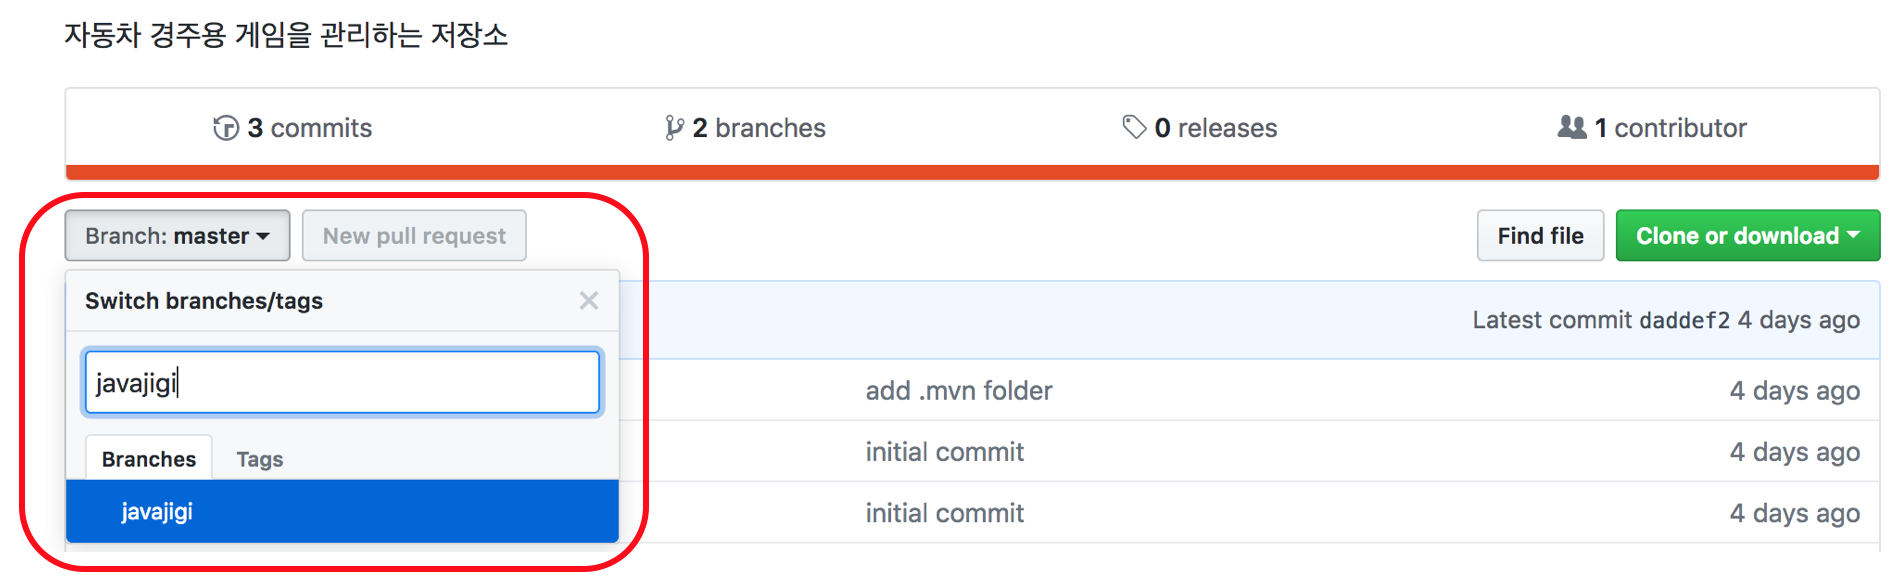 자동차 경주용 게임을 관리하는 저장소
3 commits 2 branches 0 releases 1 contributor
Branch: master New pull request Find file Clone or download
Switch branches/tags
Latest commit daddef2 4 days ago
javajigi
add .mvn folder 4 days ago
Branches Tags
initial commit 4 days ago
javajigi
initial commit 4 days ago